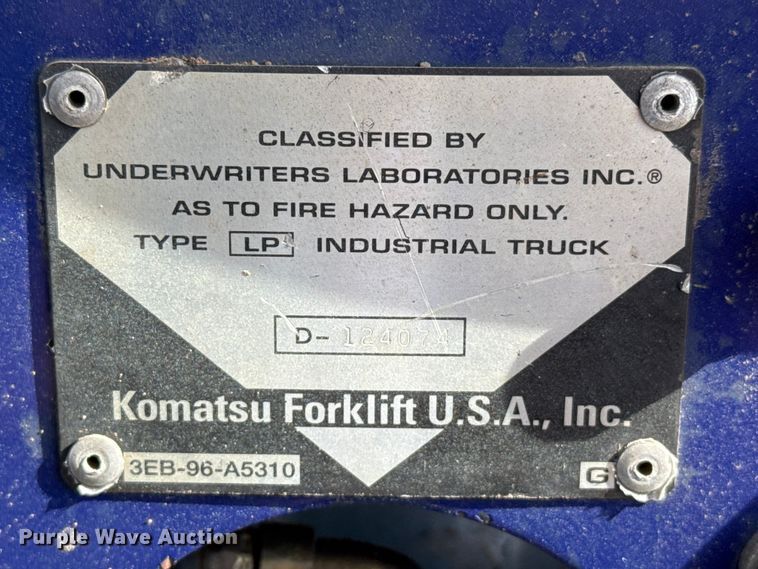 CLASSIFIED BY
UNDERWRITERS LABORATORIES INC.®
AS TO FIRE HAZARD ONLY.
TYPE LP INDUSTRIAL TRUCK
D- 124074
Komatsu Forklift U.S.A., Inc.
3EB-96-A5310
G
Purple Wave Auction